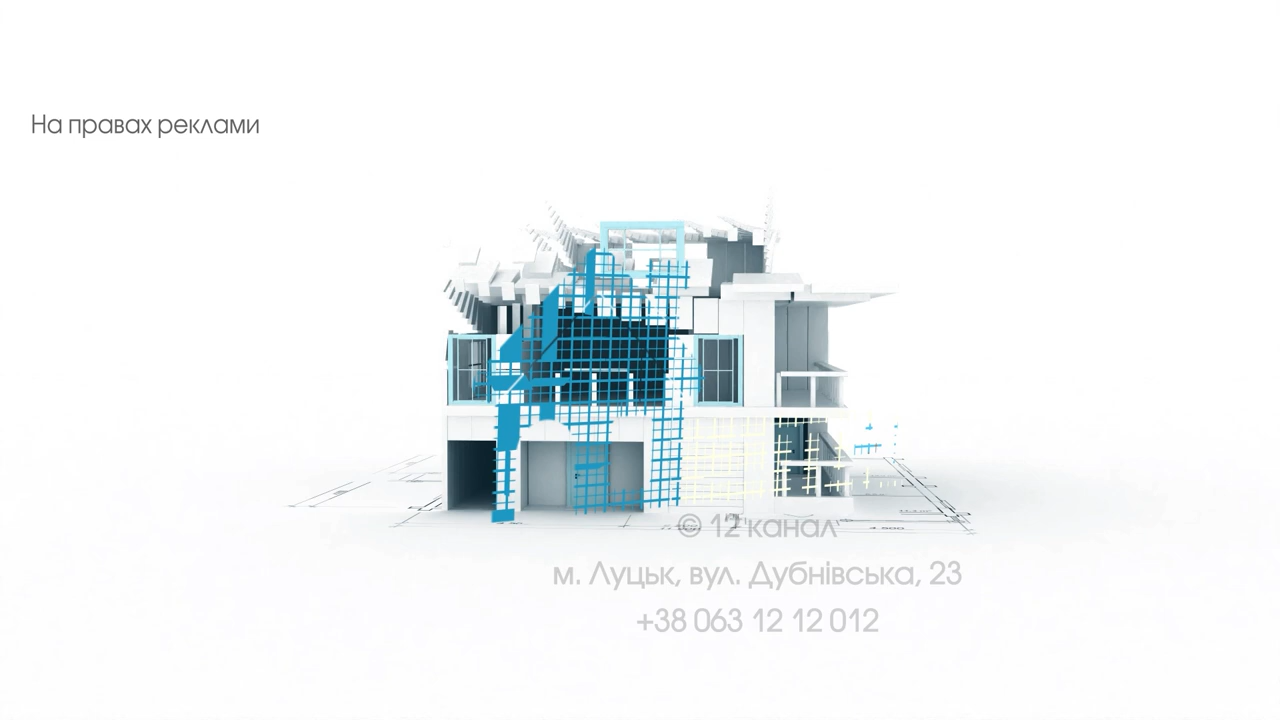 На правах реклами
© 12 канал
м. Луцьк, вул. Дубнівська, 23
+38 063 12 12 012